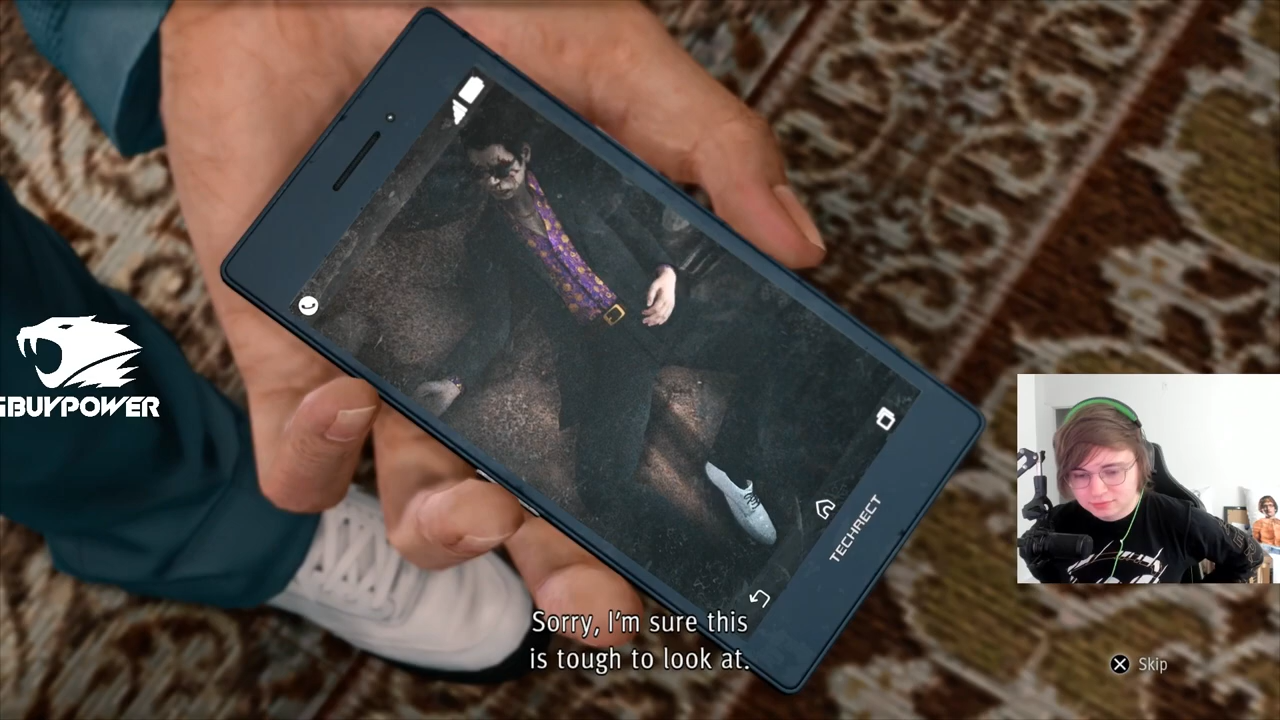 iBUYPOWER
TECHRECT
Sorry, I'm sure this
is tough to look at.
Skip